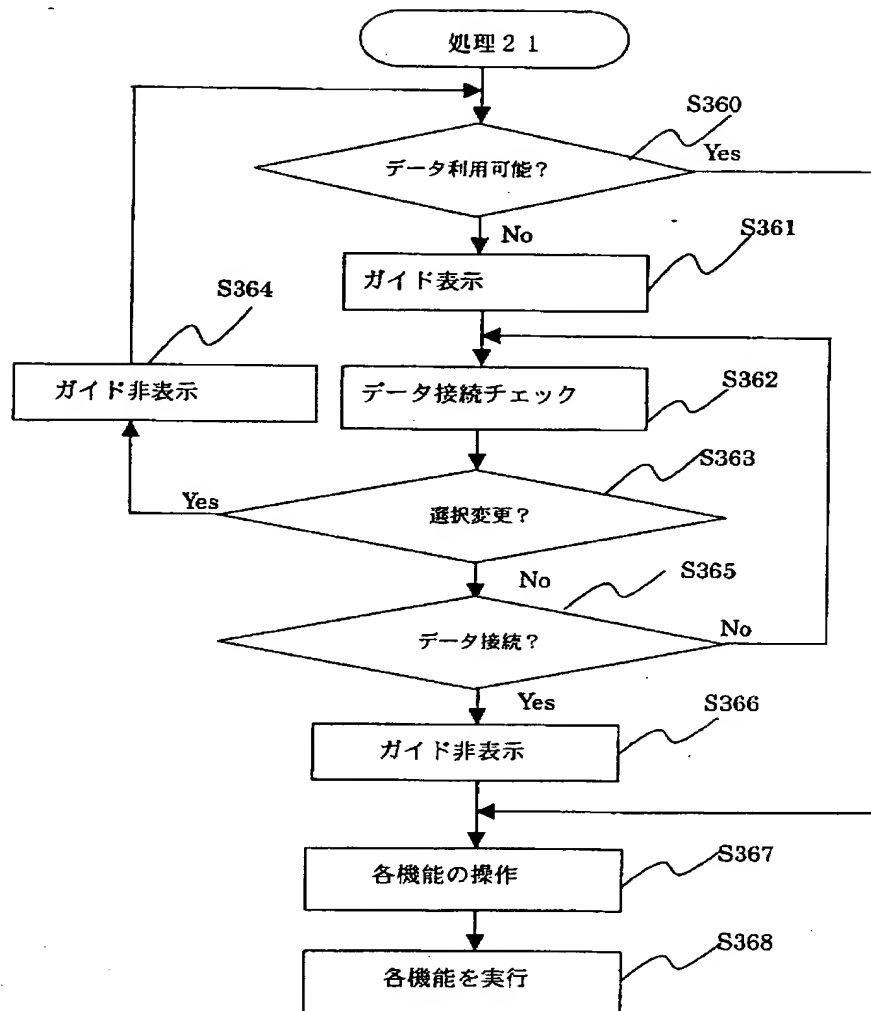 処理21
S360
データ利用可能?
Yes
No
S361
ガイド表示
S364
ガイド非表示
データ接続チェック
S362
S363
Yes
選択変更?
No
S365
データ接続?
No
Yes
S366
ガイド非表示
S367
各機能の操作
S368
各機能を実行